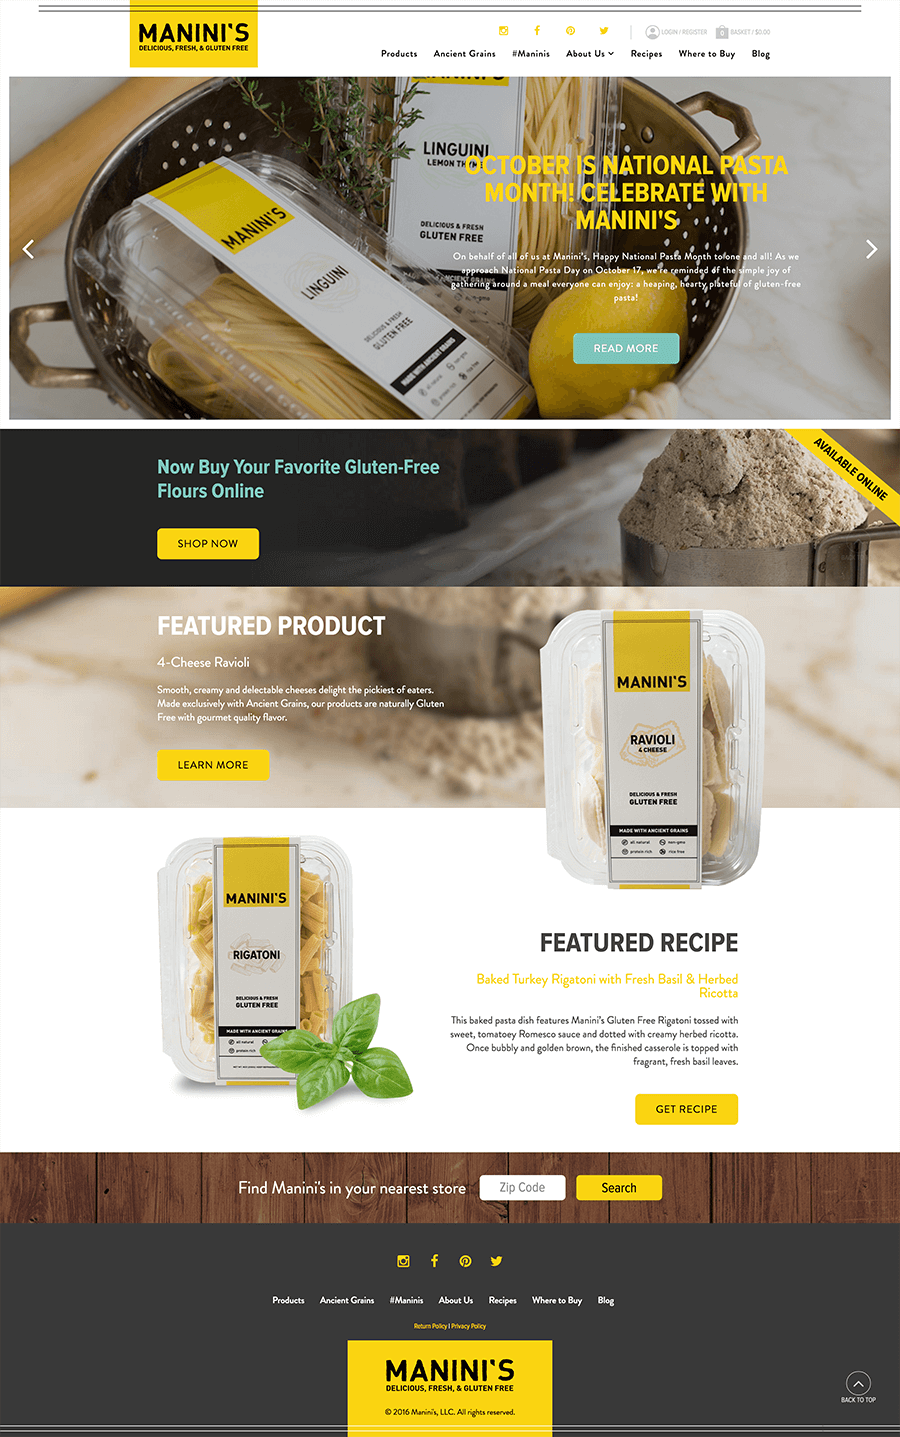 MANINI'S
DELICIOUS, FRESH, & GLUTEN FREE
LOGIN / REGISTER
0
BASKET / $0.00
Products
Ancient Grains
#Maninis
About Us
Recipes
Where to Buy
Blog
MANINI'S
LINGUINI
DELICIOUS & FRESH
GLUTEN FREE
MADE WITH ANCIENT GRAINS
all natural
non-gmo
protein rich
rice free
LINGUINI
LEMON THYME
DELICIOUS & FRESH
GLUTEN FREE
OCTOBER IS NATIONAL PASTA
MONTH! CELEBRATE WITH
MANINI'S
On behalf of all of us at Manini's, Happy National Pasta Month to one and all! As we
approach National Pasta Day on October 17, we're reminded of the simple joy of
gathering around a meal everyone can enjoy: a heaping, hearty plateful of gluten-free
pasta!
READ MORE
Now Buy Your Favorite Gluten-Free
Flours Online
SHOP NOW
AVAILABLE ONLINE
FEATURED PRODUCT
4-Cheese Ravioli
Smooth, creamy and delectable cheeses delight the pickiest of eaters.
Made exclusively with Ancient Grains, our products are naturally Gluten
Free with gourmet quality flavor.
LEARN MORE
MANINI'S
RAVIOLI
4 CHEESE
DELICIOUS & FRESH
GLUTEN FREE
MADE WITH ANCIENT GRAINS
all natural
non-gmo
protein rich
rice free
MANINI'S
RIGATONI
DELICIOUS & FRESH
GLUTEN FREE
MADE WITH ANCIENT GRAINS
all natural
protein rich
FEATURED RECIPE
Baked Turkey Rigatoni with Fresh Basil & Herbed
Ricotta
This baked pasta dish features Manini's Gluten Free Rigatoni tossed with
sweet, tomatoey Romesco sauce and dotted with creamy herbed ricotta.
Once bubbly and golden brown, the finished casserole is topped with
fragrant, fresh basil leaves.
GET RECIPE
Find Manini's in your nearest store
Zip Code
Search
Products
Ancient Grains
#Maninis
About Us
Recipes
Where to Buy
Blog
Return Policy | Privacy Policy
MANINI'S
DELICIOUS, FRESH, & GLUTEN FREE
© 2016 Manini's, LLC. All rights reserved.
BACK TO TOP